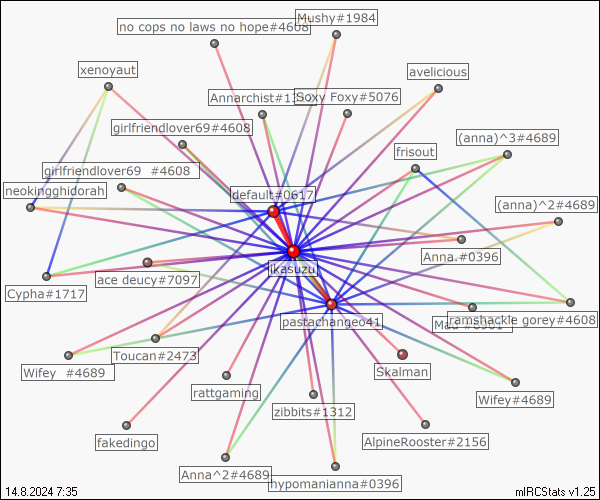 no cops no laws no hope#4608
Mushy#1984
xenoyaut
avelicious
Annarchist#1
Soxy Foxy#5076
girlfriendlover69#4608
(anna)^3#4689
frisout
girlfriendlover69 #4608
neokingghidorah
default#0617
(anna)^2#4689
Anna.#0396
ikasuzu
ace deucy#7097
Cypha#1717
pastachangeo41
ramshackle gorey#4608
Toucan#2473
Wifey #4689
Skalman
rattgaming
Wifey#4689
zibbits#1312
fakedingo
AlpineRooster#2156
Anna^2#4689
hypomanianna#0396
14.8.2024 7:35
mIRCStats v1.25